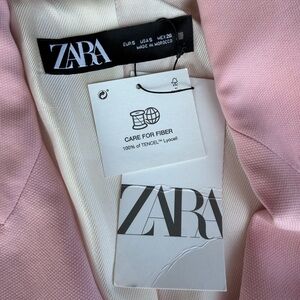 ZARA
EUR S USA S MEX 26
MADE IN MOROCCO
CARE FOR FIBER
100% of TENCEL™ Lyocell
ZARA